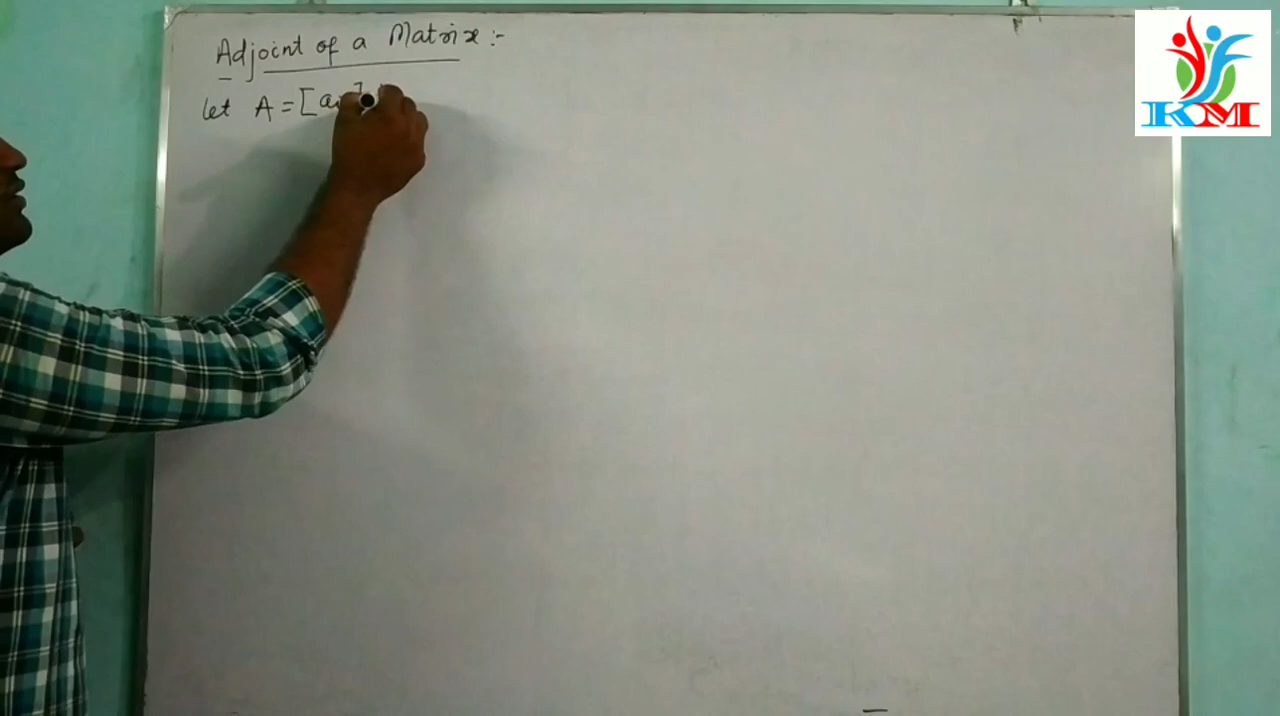 Adjoint of a Matrix:-
let A = [a
KM